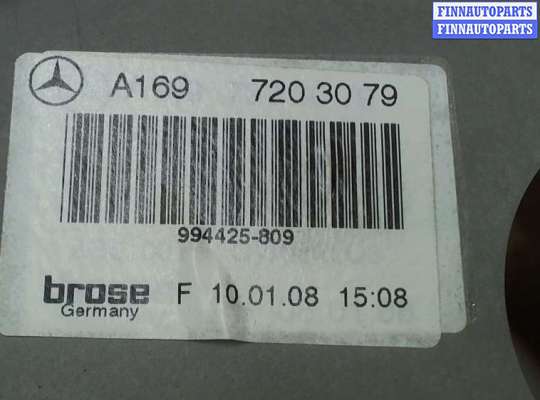 FINNAUTOPARTS
FINNAUTOPARTS
A169 720 30 79
994425-809
brose F 10.01.08 15:08
Germany